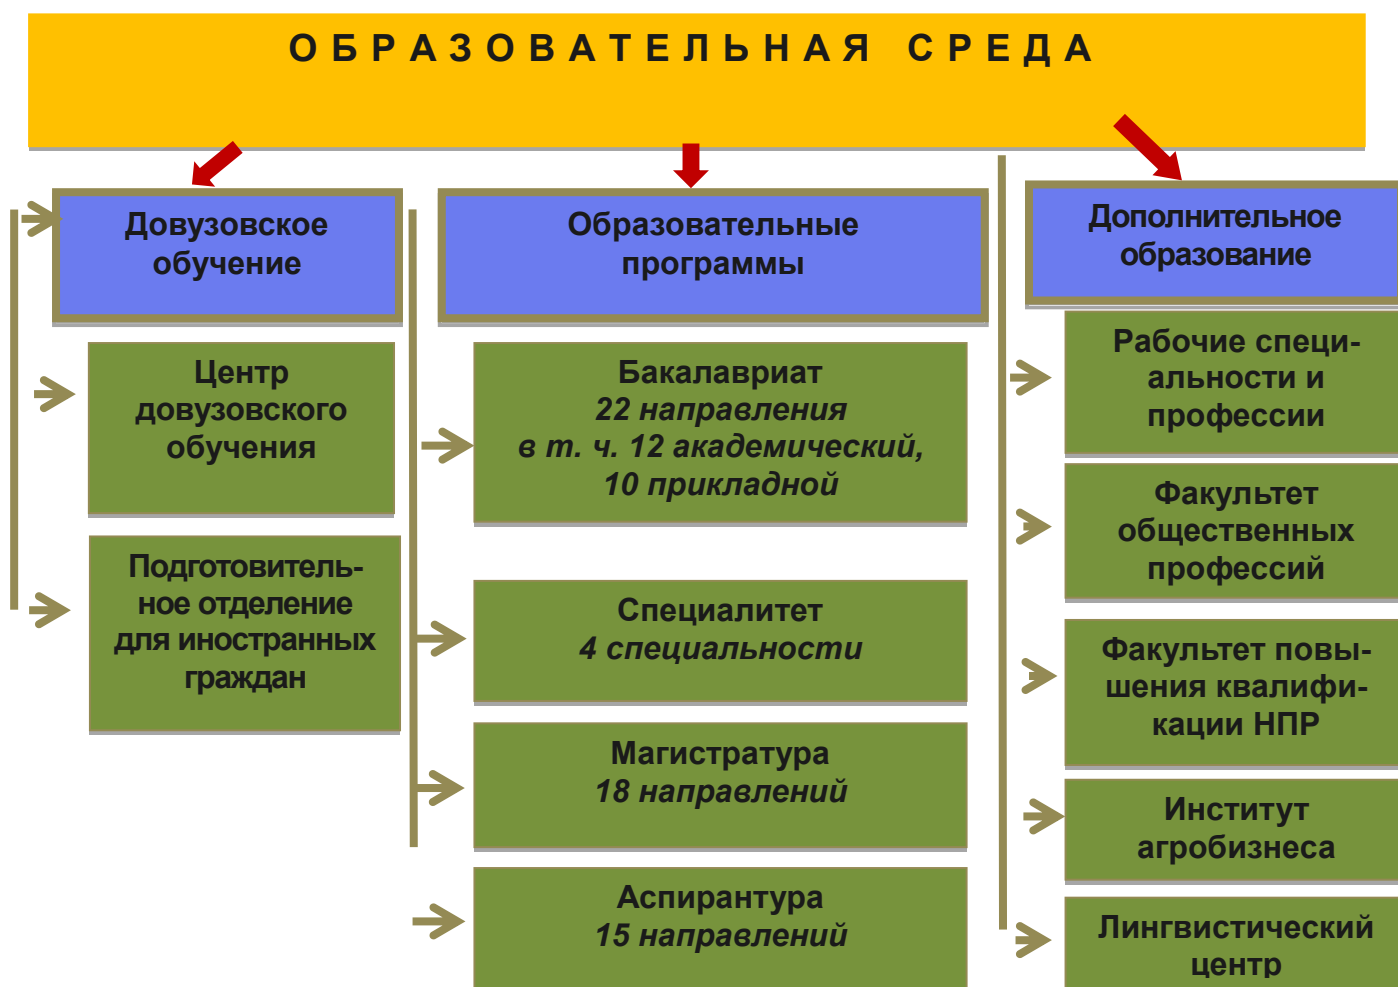 ОБРАЗОВАТЕЛЬНАЯ СРЕДА
Довузовское
обучение
Центр
довузовского
обучения
Подготовитель-
ное отделение
для иностранных
граждан
Образовательные
программы
Бакалавриат
22 направления
в т. ч. 12 академический,
10 прикладной
Специалитет
4 специальности
Магистратура
18 направлений
Аспирантура
15 направлений
Дополнительное
образование
Рабочие специ-
альности и
профессии
Факультет
общественных
профессий
Факультет повы-
шения квалифи-
кации НПР
Институт
агробизнеса
Лингвистический
центр